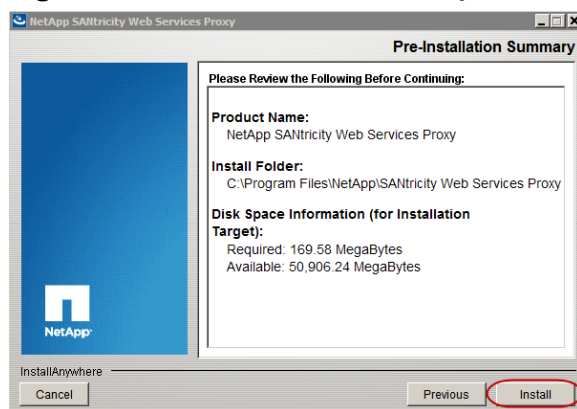 NetApp SANtricity Web Services Proxy
Pre-Installation Summary
Please Review the Following Before Continuing:
Product Name:
NetApp SANtricity Web Services Proxy
Install Folder:
C:\Program Files\NetApp\SANtricity Web Services Proxy
Disk Space Information (for Installation
Target):
Required: 169.58 MegaBytes
Available: 50,906.24 MegaBytes
NetApp
InstallAnywhere
Cancel
Previous
Install